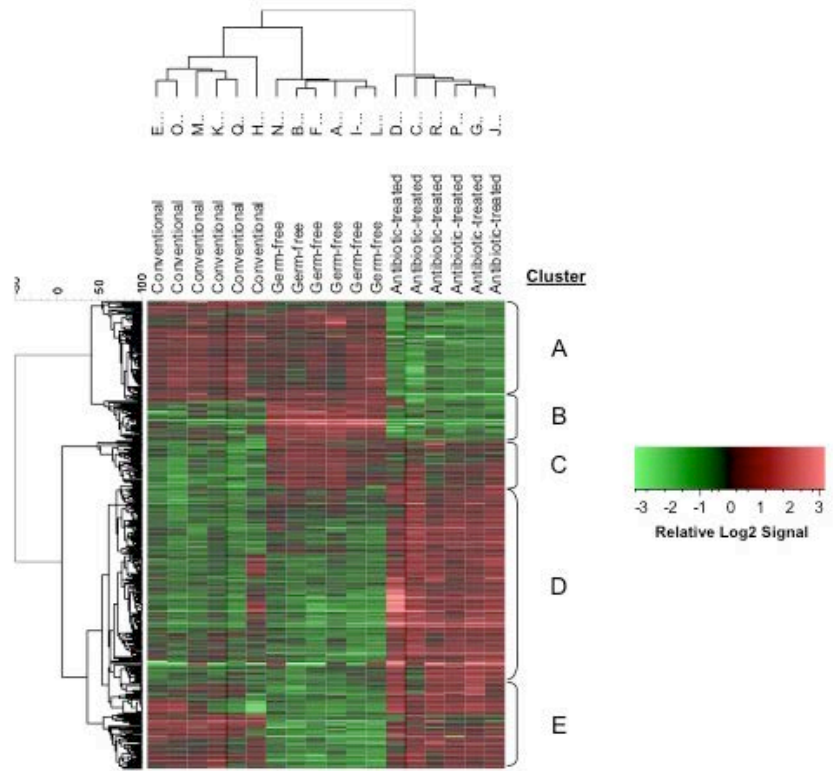 E... O.. M.. K... Q.. H... N... B... F... A... I-... L... D... C... R... P... G.. J...
Conventional Conventional Conventional Conventional Conventional Conventional Germ-free Germ-free Germ-free Germ-free Germ-free Germ-free Antibiotic-treated Antibiotic-treated Antibiotic-treated Antibiotic-treated Antibiotic-treated Antibiotic-treated
0 50 100
Cluster
A
B
C
D
E
-3 -2 -1 0 1 2 3
Relative Log2 Signal